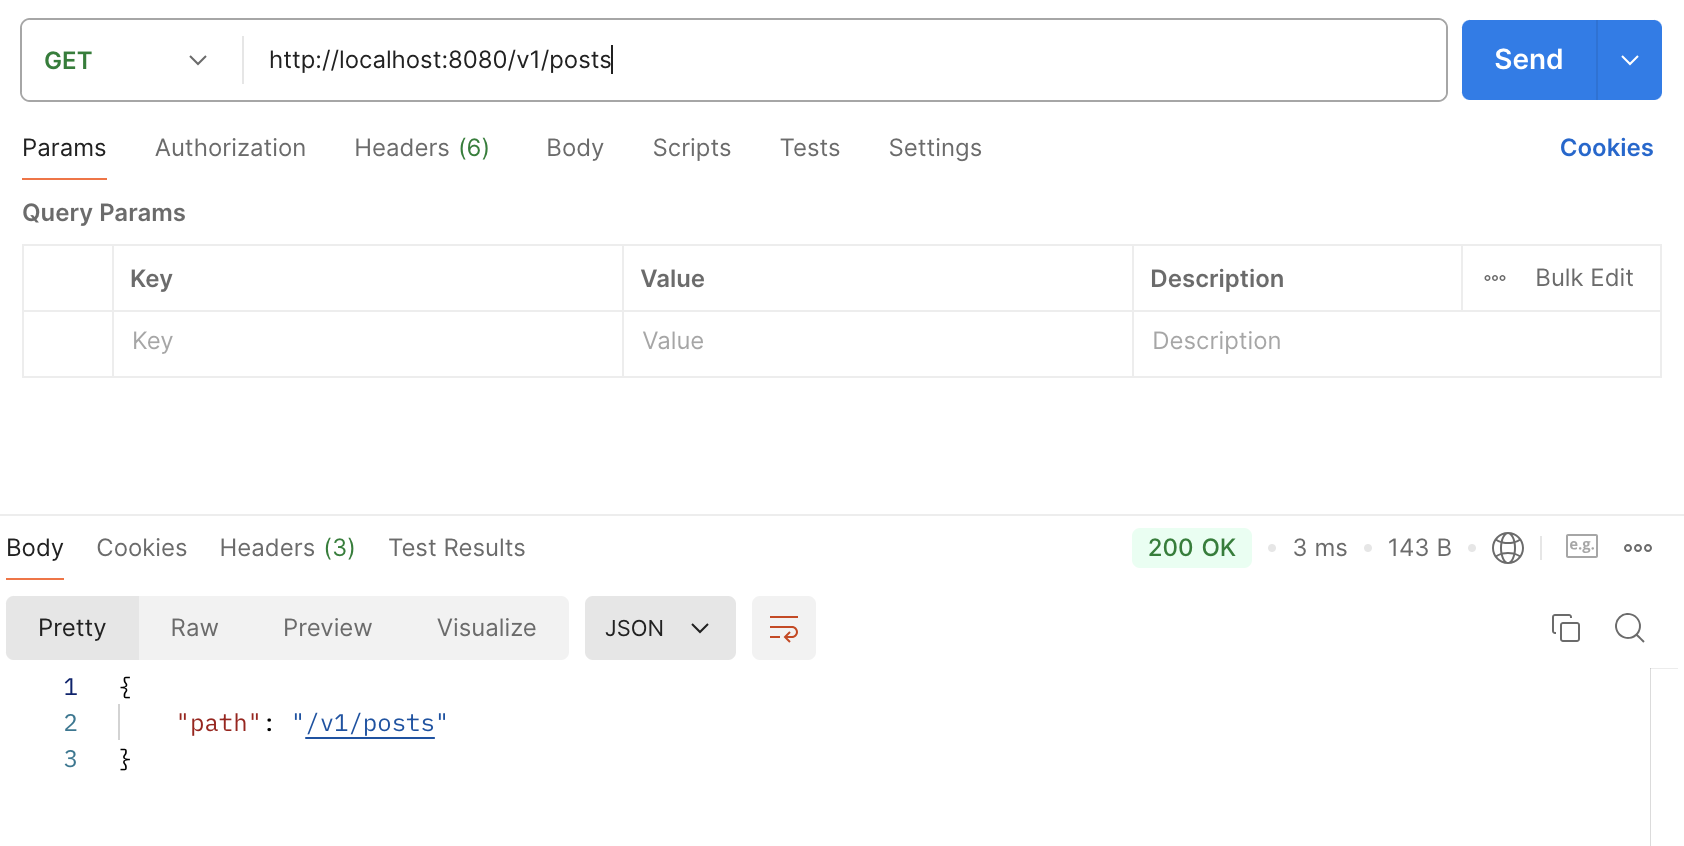 GET http://localhost:8080/v1/posts Send
Params Authorization Headers (6) Body Scripts Tests Settings Cookies
Query Params
Key Value Description Bulk Edit
Key Value Description
Body Cookies Headers (3) Test Results 200 OK 3 ms 143 B e.g.
Pretty Raw Preview Visualize JSON
1 {
2 "path": "/v1/posts"
3 }